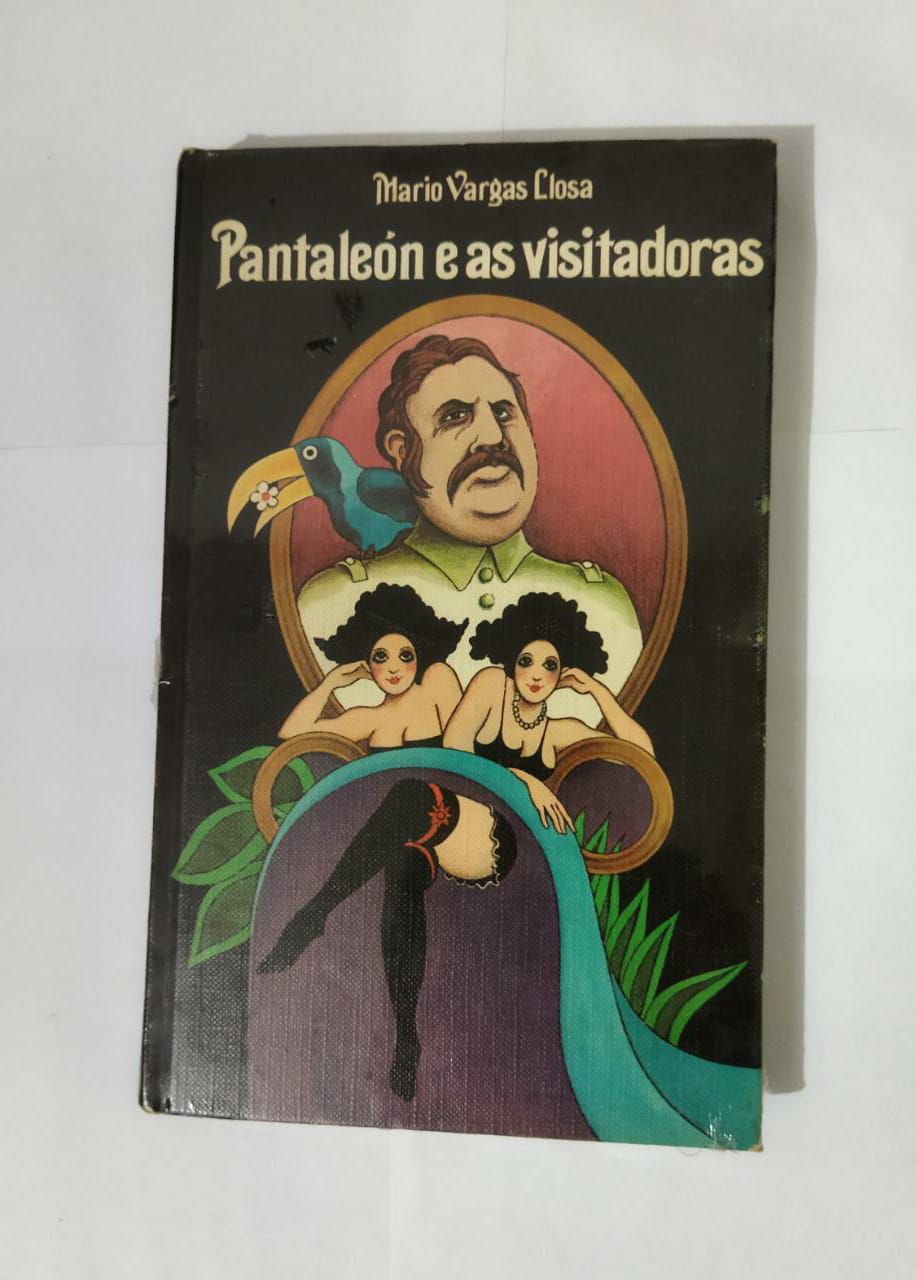 Mario Vargas Llosa
Pantaleón e as visitadoras